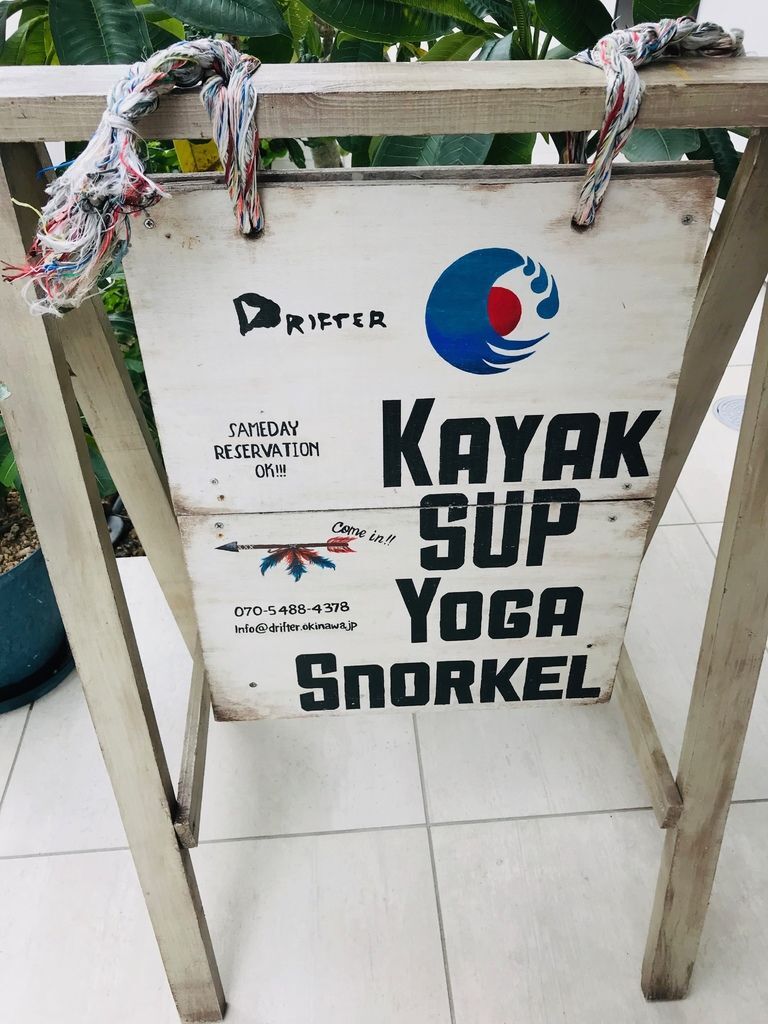 DRIFTER
SAMEDAY
RESERVATION
OK!!!
KAYAK
SUP
Come in!!
YOGA
070-5488-4378
Info@drifter.okinawa.jp
SNORKEL